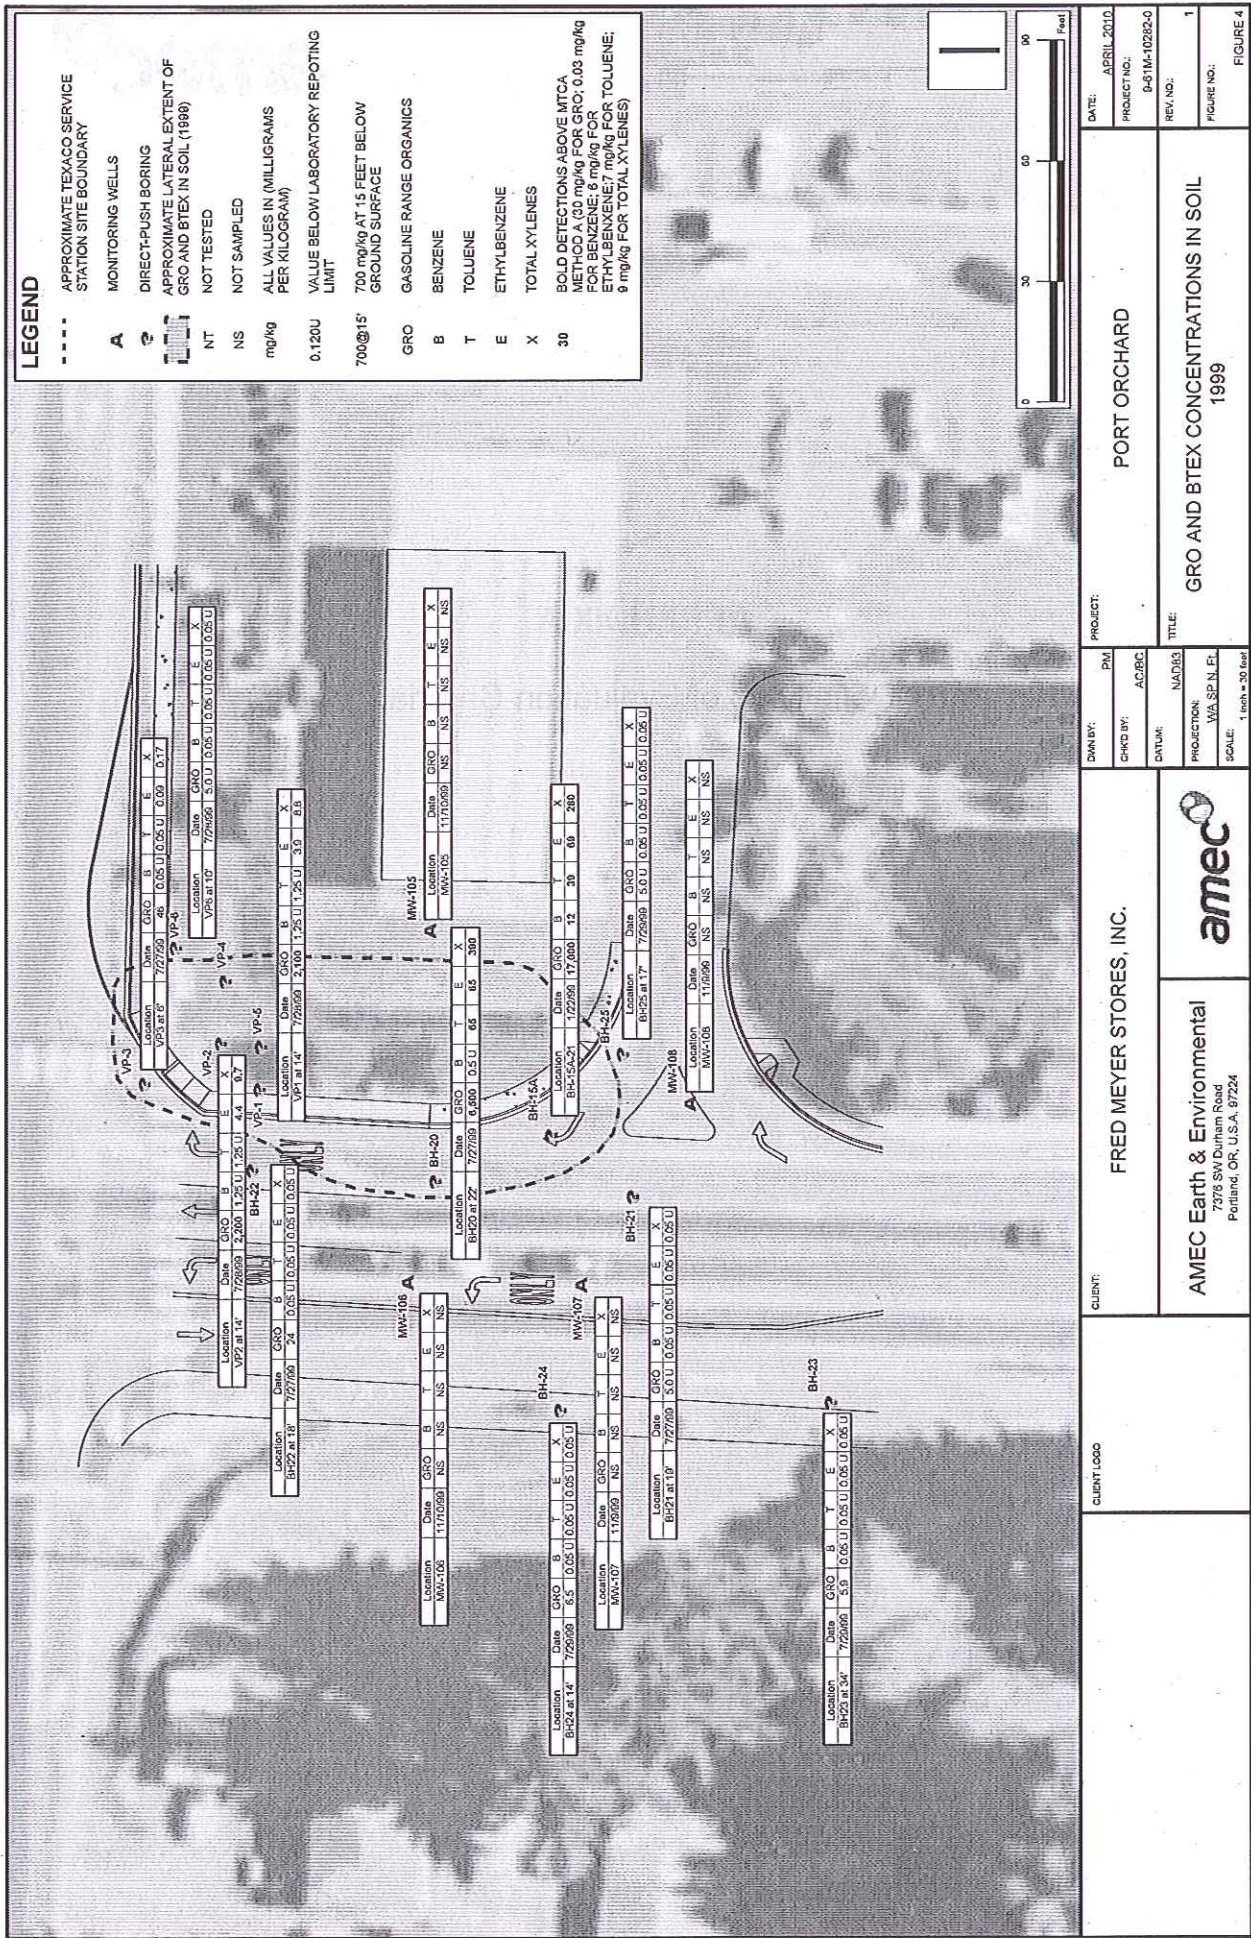 LEGEND
APPROXIMATE TEXACO SERVICE
STATION SITE BOUNDARY
A MONITORING WELLS
? DIRECT-PUSH BORING
APPROXIMATE LATERAL EXTENT OF
GRO AND BTEX IN SOIL (1999)
NT NOT TESTED
NS NOT SAMPLED
mg/kg ALL VALUES IN (MILLIGRAMS
PER KILOGRAM)
0.120U VALUE BELOW LABORATORY REPOTING
LIMIT
700@15' 700 mg/kg AT 15 FEET BELOW
GROUND SURFACE
GRO GASOLINE RANGE ORGANICS
B BENZENE
T TOLUENE
E ETHYLBENZENE
X TOTAL XYLENES
30 BOLD DETECTIONS ABOVE MTCA
METHOD A (30 mg/kg FOR GRO; 0.03 mg/kg
FOR BENZENE; 6 mg/kg FOR
ETHYLBENXENE;7 mg/kg FOR TOLUENE;
9 mg/kg FOR TOTAL XYLENES)
VP-3
Location Date GRO B T E X
VP3 at 6' 7/27/99 46 0.05 U 0.05 U 0.09 0.17
VP-6
Location Date GRO B T E X
VP6 at 10' 7/28/99 5.0 U 0.05 U 0.05 U 0.05 U 0.05 U
VP-4
VP-2
Location Date GRO B T E X
VP2 at 14' 7/28/99 2,200 1.25 U 1.25 U 4.4 9.7
VP-5
VP-1
Location Date GRO B T E X
VP1 at 14' 7/28/99 2,100 1.25 U 1.25 U 3.9 8.8
BH-22
Location Date GRO B T E X
BH22 at 18' 7/27/99 24 0.05 U 0.05 U 0.05 U 0.05 U
ONLY
ONLY
MW-105
A
Location Date GRO B T E X
MW-105 11/10/99 NS NS NS NS NS
MW-106
A
Location Date GRO B T E X
MW-106 11/10/99 NS NS NS NS NS
BH-20
Location Date GRO B T E X
BH20 at 22' 7/27/99 6,500 0.5 U 65 65 390
ONLY
BH-15A
Location Date GRO B T E X
BH-15A-21 1/22/99 17,000 12 39 69 280
BH-24
Location Date GRO B T E X
BH24 at 14' 7/29/99 6.5 0.05 U 0.05 U 0.05 U 0.05 U
MW-107
A
Location Date GRO B T E X
MW-107 11/9/99 NS NS NS NS NS
BH-25
Location Date GRO B T E X
BH25 at 17' 7/29/99 5.0 U 0.05 U 0.05 U 0.05 U 0.05 U
BH-21
Location Date GRO B T E X
BH21 at 19' 7/27/99 5.0 U 0.05 U 0.05 U 0.05 U 0.05 U
MW-108
A
Location Date GRO B T E X
MW-108 11/9/99 NS NS NS NS NS
BH-23
Location Date GRO B T E X
BH23 at 34' 7/29/99 5.9 0.05 U 0.05 U 0.05 U 0.05 U
0 30 60 90
Feet
CLIENT LOGO
CLIENT:
FRED MEYER STORES, INC.
AMEC Earth & Environmental
7376 SW Durham Road
Portland, OR, U.S.A. 97224
amec
DWN BY:
PM
CHK'D BY:
AC/BC
DATUM:
NAD83
PROJECTION:
WA. SP. N. Ft.
SCALE:
1 inch = 30 feet
PROJECT:
PORT ORCHARD
TITLE:
GRO AND BTEX CONCENTRATIONS IN SOIL
1999
DATE:
APRIL 2010
PROJECT NO.:
9-61M-10282-0
REV. NO.:
1
FIGURE NO.:
FIGURE 4